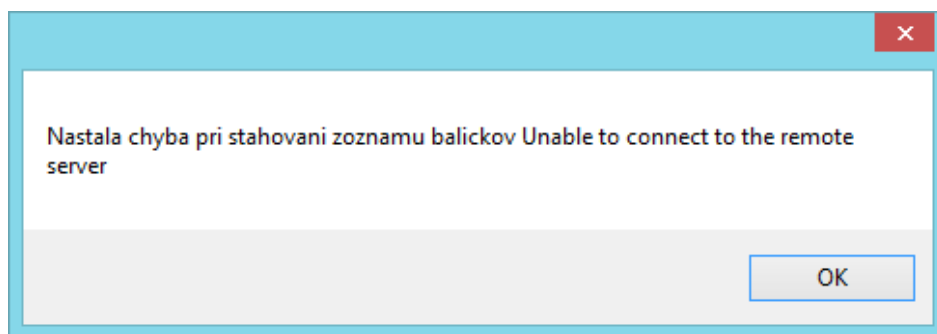 Nastala chyba pri stahovani zoznamu balickov Unable to connect to the remote
server
OK